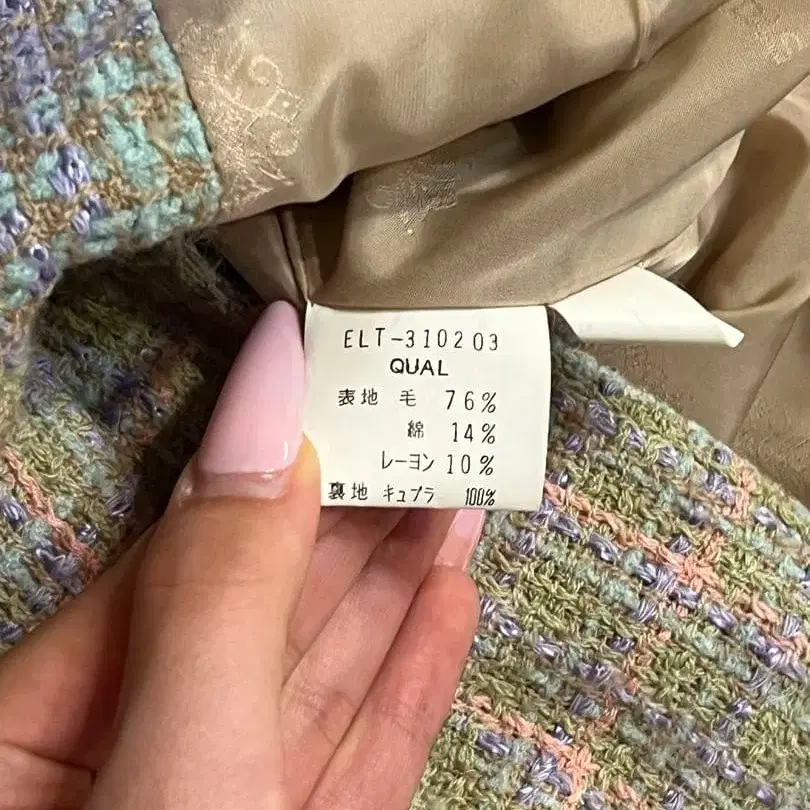 ELT-310203
QUAL
表地 毛 76%
綿 14%
レーヨン 10%
裏地 キュプラ 100%